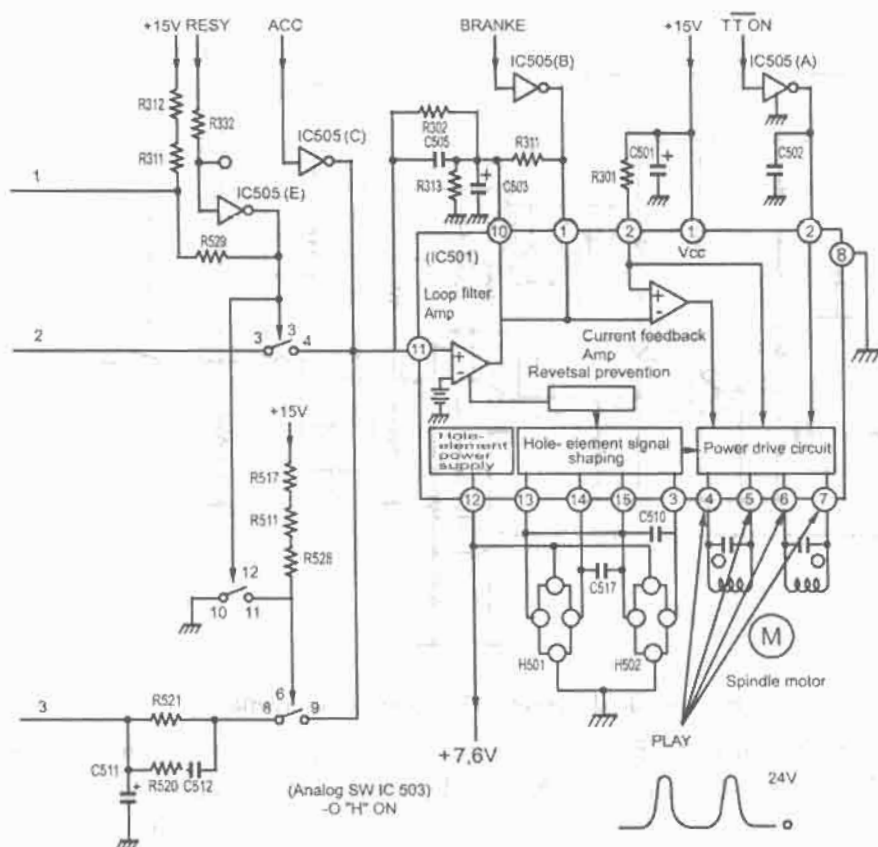 +15V RESY ACC BRANKE +15V TT ON
IC505(B) IC505 (A)
R312 R332 IC505 (C) R302 C505 R311 C501 + C502
R311 R313 + C503 R301
1 IC505 (E)
R529
10 1 2 1 2 8
Vcc
(IC501)
Loop filter
Amp
2 3 3 4 11
+ - + -
Current feedback
Amp
Revetsal prevention
+15V
Hole-
element
power
supply
Hole- element signal
shaping
Power drive circuit
R517 12 13 14 15 3 4 5 6 7
R511 C510
R528 C517
12
10 11
H501 H502
M
Spindle motor
3 R521 6 8 9
+7,6V PLAY
C511 + R520 C512
(Analog SW IC 503)
-O "H" ON
24V